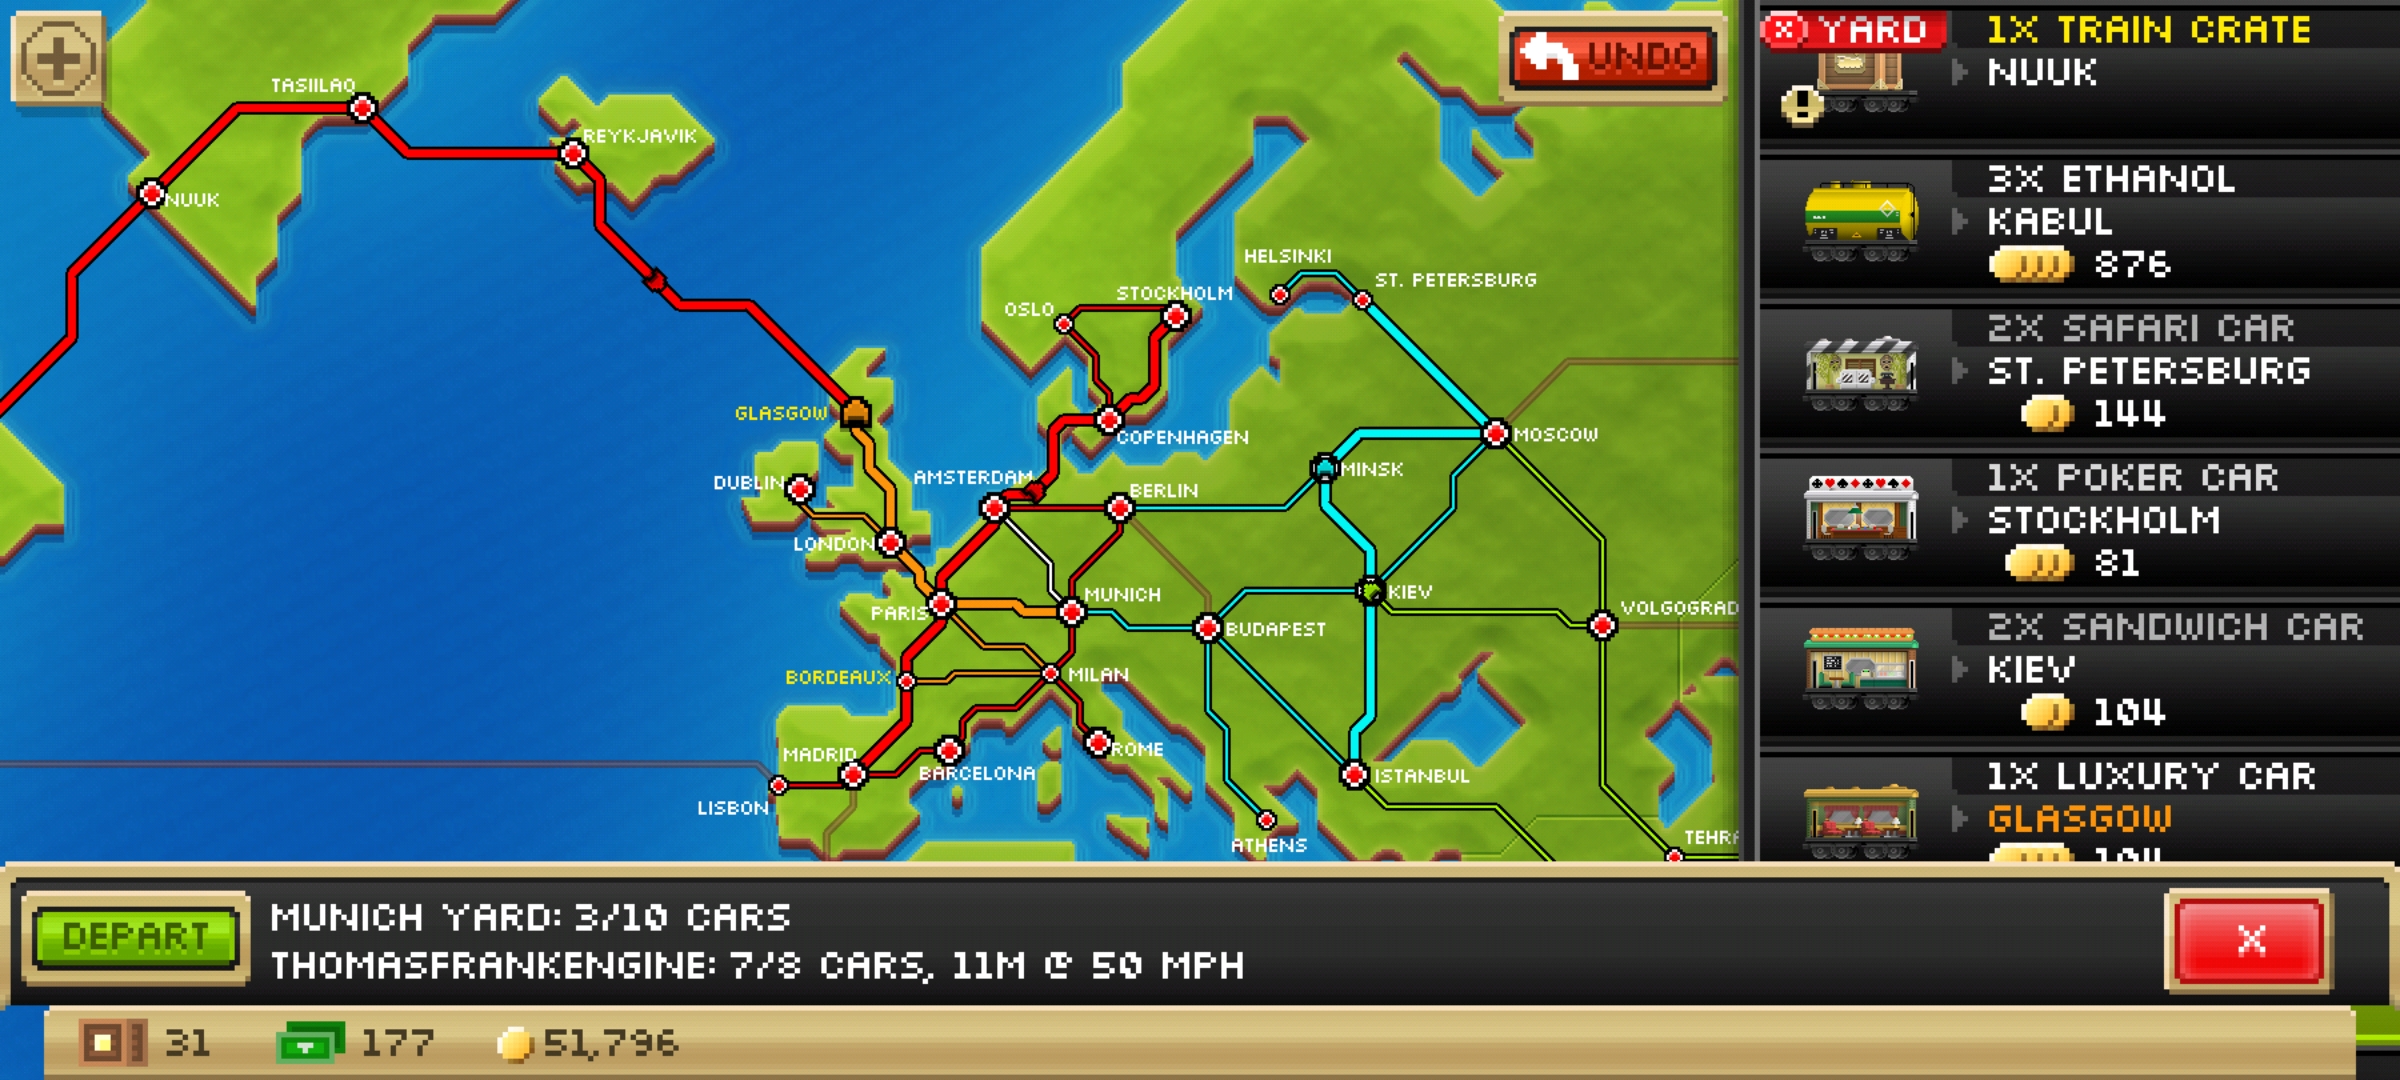 TASIILAQ
REYKJAVIK
NUUK
HELSINKI
ST. PETERSBURG
STOCKHOLM
OSLO
GLASGOW
COPENHAGEN
MOSCOW
MINSK
AMSTERDAM
DUBLIN
BERLIN
LONDON
MUNICH
KIEV
PARIS
VOLGOGRAD
BUDAPEST
BORDEAUX
MILAN
MADRID
ROME
BARCELONA
ISTANBUL
LISBON
TEHRA
ATHENS
UNDO
YARD
1X TRAIN CRATE
NUUK
3X ETHANOL
KABUL
876
2X SAFARI CAR
ST. PETERSBURG
144
1X POKER CAR
STOCKHOLM
81
2X SANDWICH CAR
KIEV
104
1X LUXURY CAR
GLASGOW
104
DEPART
MUNICH YARD: 3/10 CARS
THOMASFRANKENGINE: 7/8 CARS, 11M @ 50 MPH
X
31
177
51,796